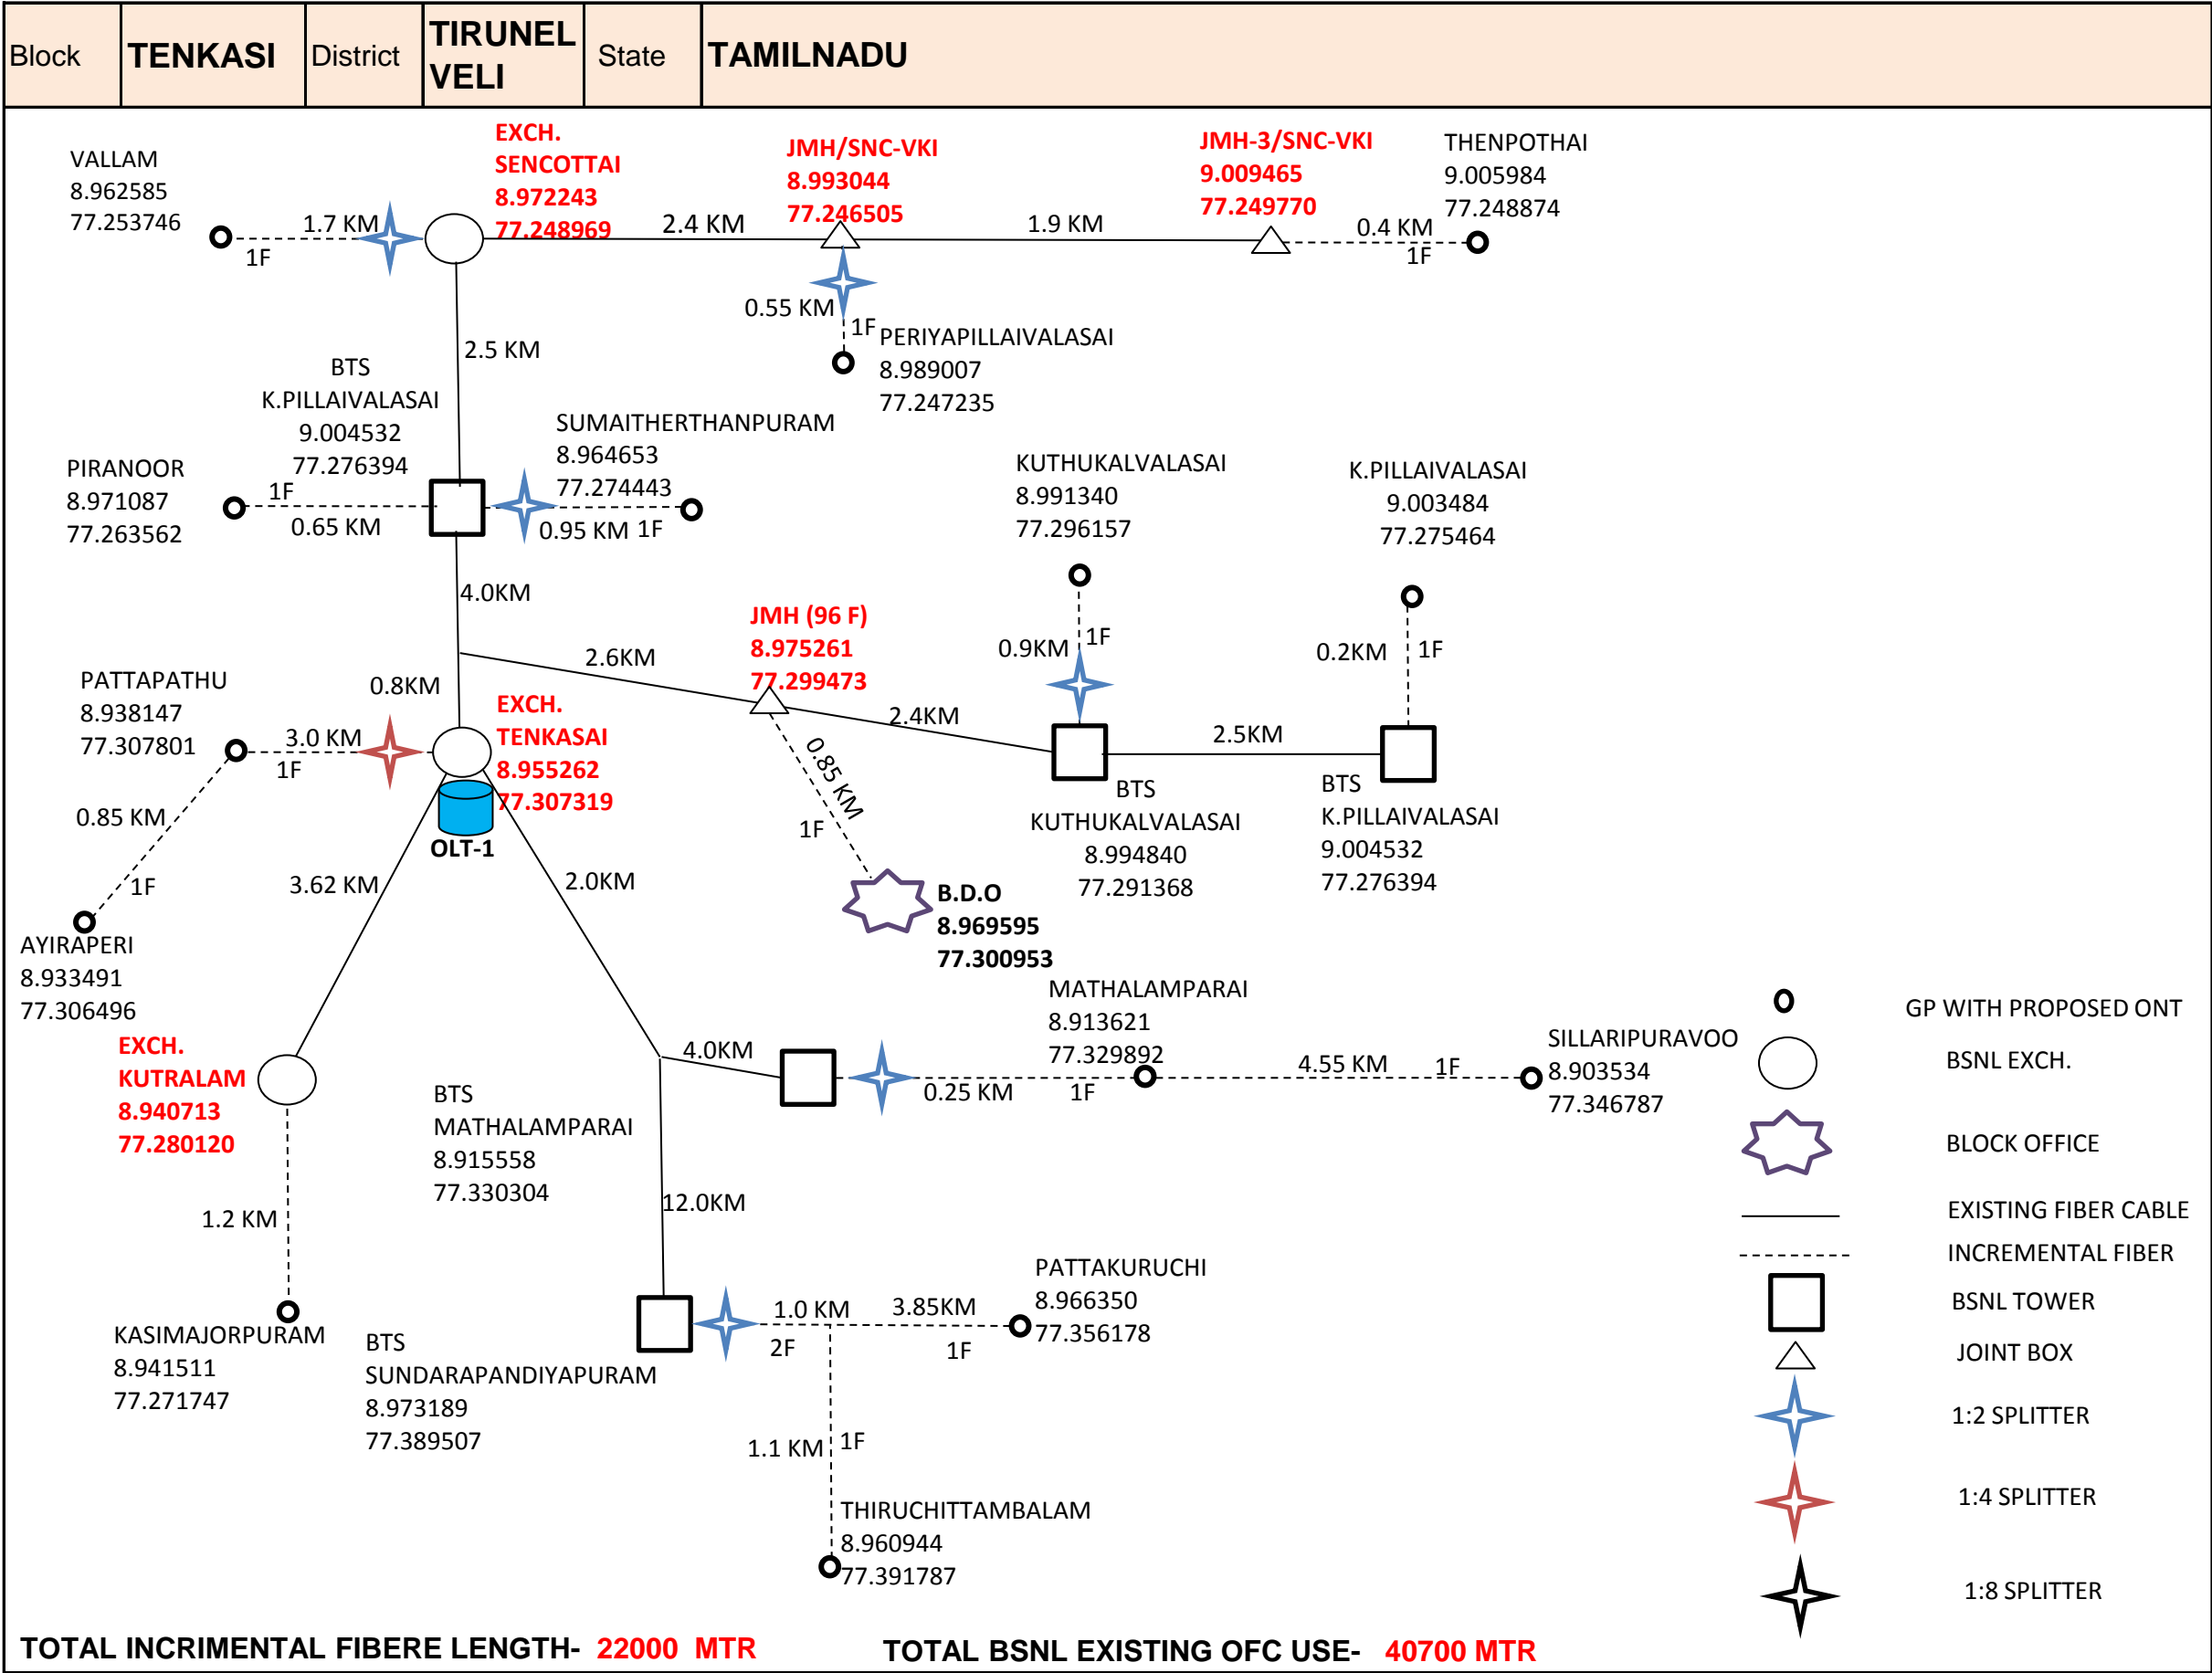 Block TENKASI District TIRUNEL VELI State TAMILNADU
VALLAM
8.962585
77.253746
1.7 KM
1F
EXCH.
SENCOTTAI
8.972243
77.248969
2.4 KM
JMH/SNC-VKI
8.993044
77.246505
1.9 KM
JMH-3/SNC-VKI
9.009465
77.249770
0.4 KM
1F
THENPOTHAI
9.005984
77.248874
0.55 KM
1F
PERIYAPILLAIVALASAI
8.989007
77.247235
2.5 KM
BTS
K.PILLAIVALASAI
9.004532
77.276394
SUMAITHERTHANPURAM
8.964653
77.274443
0.95 KM 1F
PIRANOOR
8.971087
77.263562
1F
0.65 KM
KUTHUKALVALASAI
8.991340
77.296157
K.PILLAIVALASAI
9.003484
77.275464
4.0KM
JMH (96 F)
8.975261
77.299473
0.9KM
1F
0.2KM
1F
2.6KM
PATTAPATHU
8.938147
77.307801
0.8KM
3.0 KM
1F
EXCH.
TENKASAI
8.955262
77.307319
2.4KM
2.5KM
0.85 KM
1F
BTS
KUTHUKALVALASAI
8.994840
77.291368
BTS
K.PILLAIVALASAI
9.004532
77.276394
0.85 KM
1F
OLT-1
3.62 KM
2.0KM
B.D.O
8.969595
77.300953
AYIRAPERI
8.933491
77.306496
EXCH.
KUTRALAM
8.940713
77.280120
4.0KM
MATHALAMPARAI
8.913621
77.329892
0.25 KM
1F
4.55 KM
1F
SILLARIPURAVOO
8.903534
77.346787
BTS
MATHALAMPARAI
8.915558
77.330304
1.2 KM
12.0KM
KASIMAJORPURAM
8.941511
77.271747
BTS
SUNDARAPANDIYAPURAM
8.973189
77.389507
1.0 KM
2F
3.85KM
1F
PATTAKURUCHI
8.966350
77.356178
1.1 KM
1F
THIRUCHITTAMBALAM
8.960944
77.391787
GP WITH PROPOSED ONT
BSNL EXCH.
BLOCK OFFICE
EXISTING FIBER CABLE
INCREMENTAL FIBER
BSNL TOWER
JOINT BOX
1:2 SPLITTER
1:4 SPLITTER
1:8 SPLITTER
TOTAL INCRIMENTAL FIBERE LENGTH- 22000 MTR
TOTAL BSNL EXISTING OFC USE- 40700 MTR